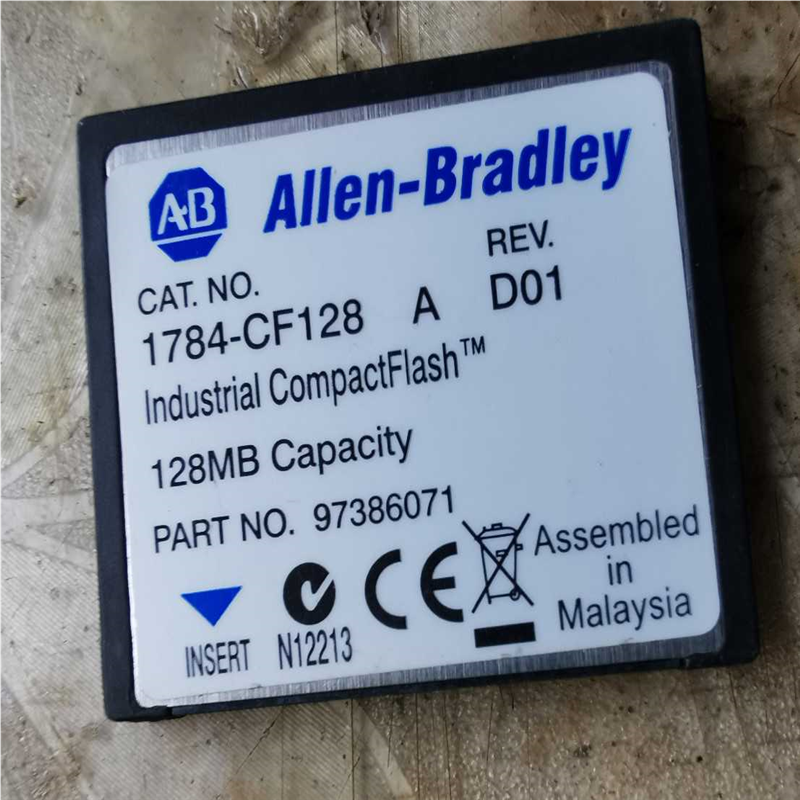 AB Allen-Bradley
CAT. NO. REV.
1784-CF128 A D01
Industrial CompactFlash™
128MB Capacity
PART NO. 97386071
INSERT
N12213
CE
Assembled
in
Malaysia